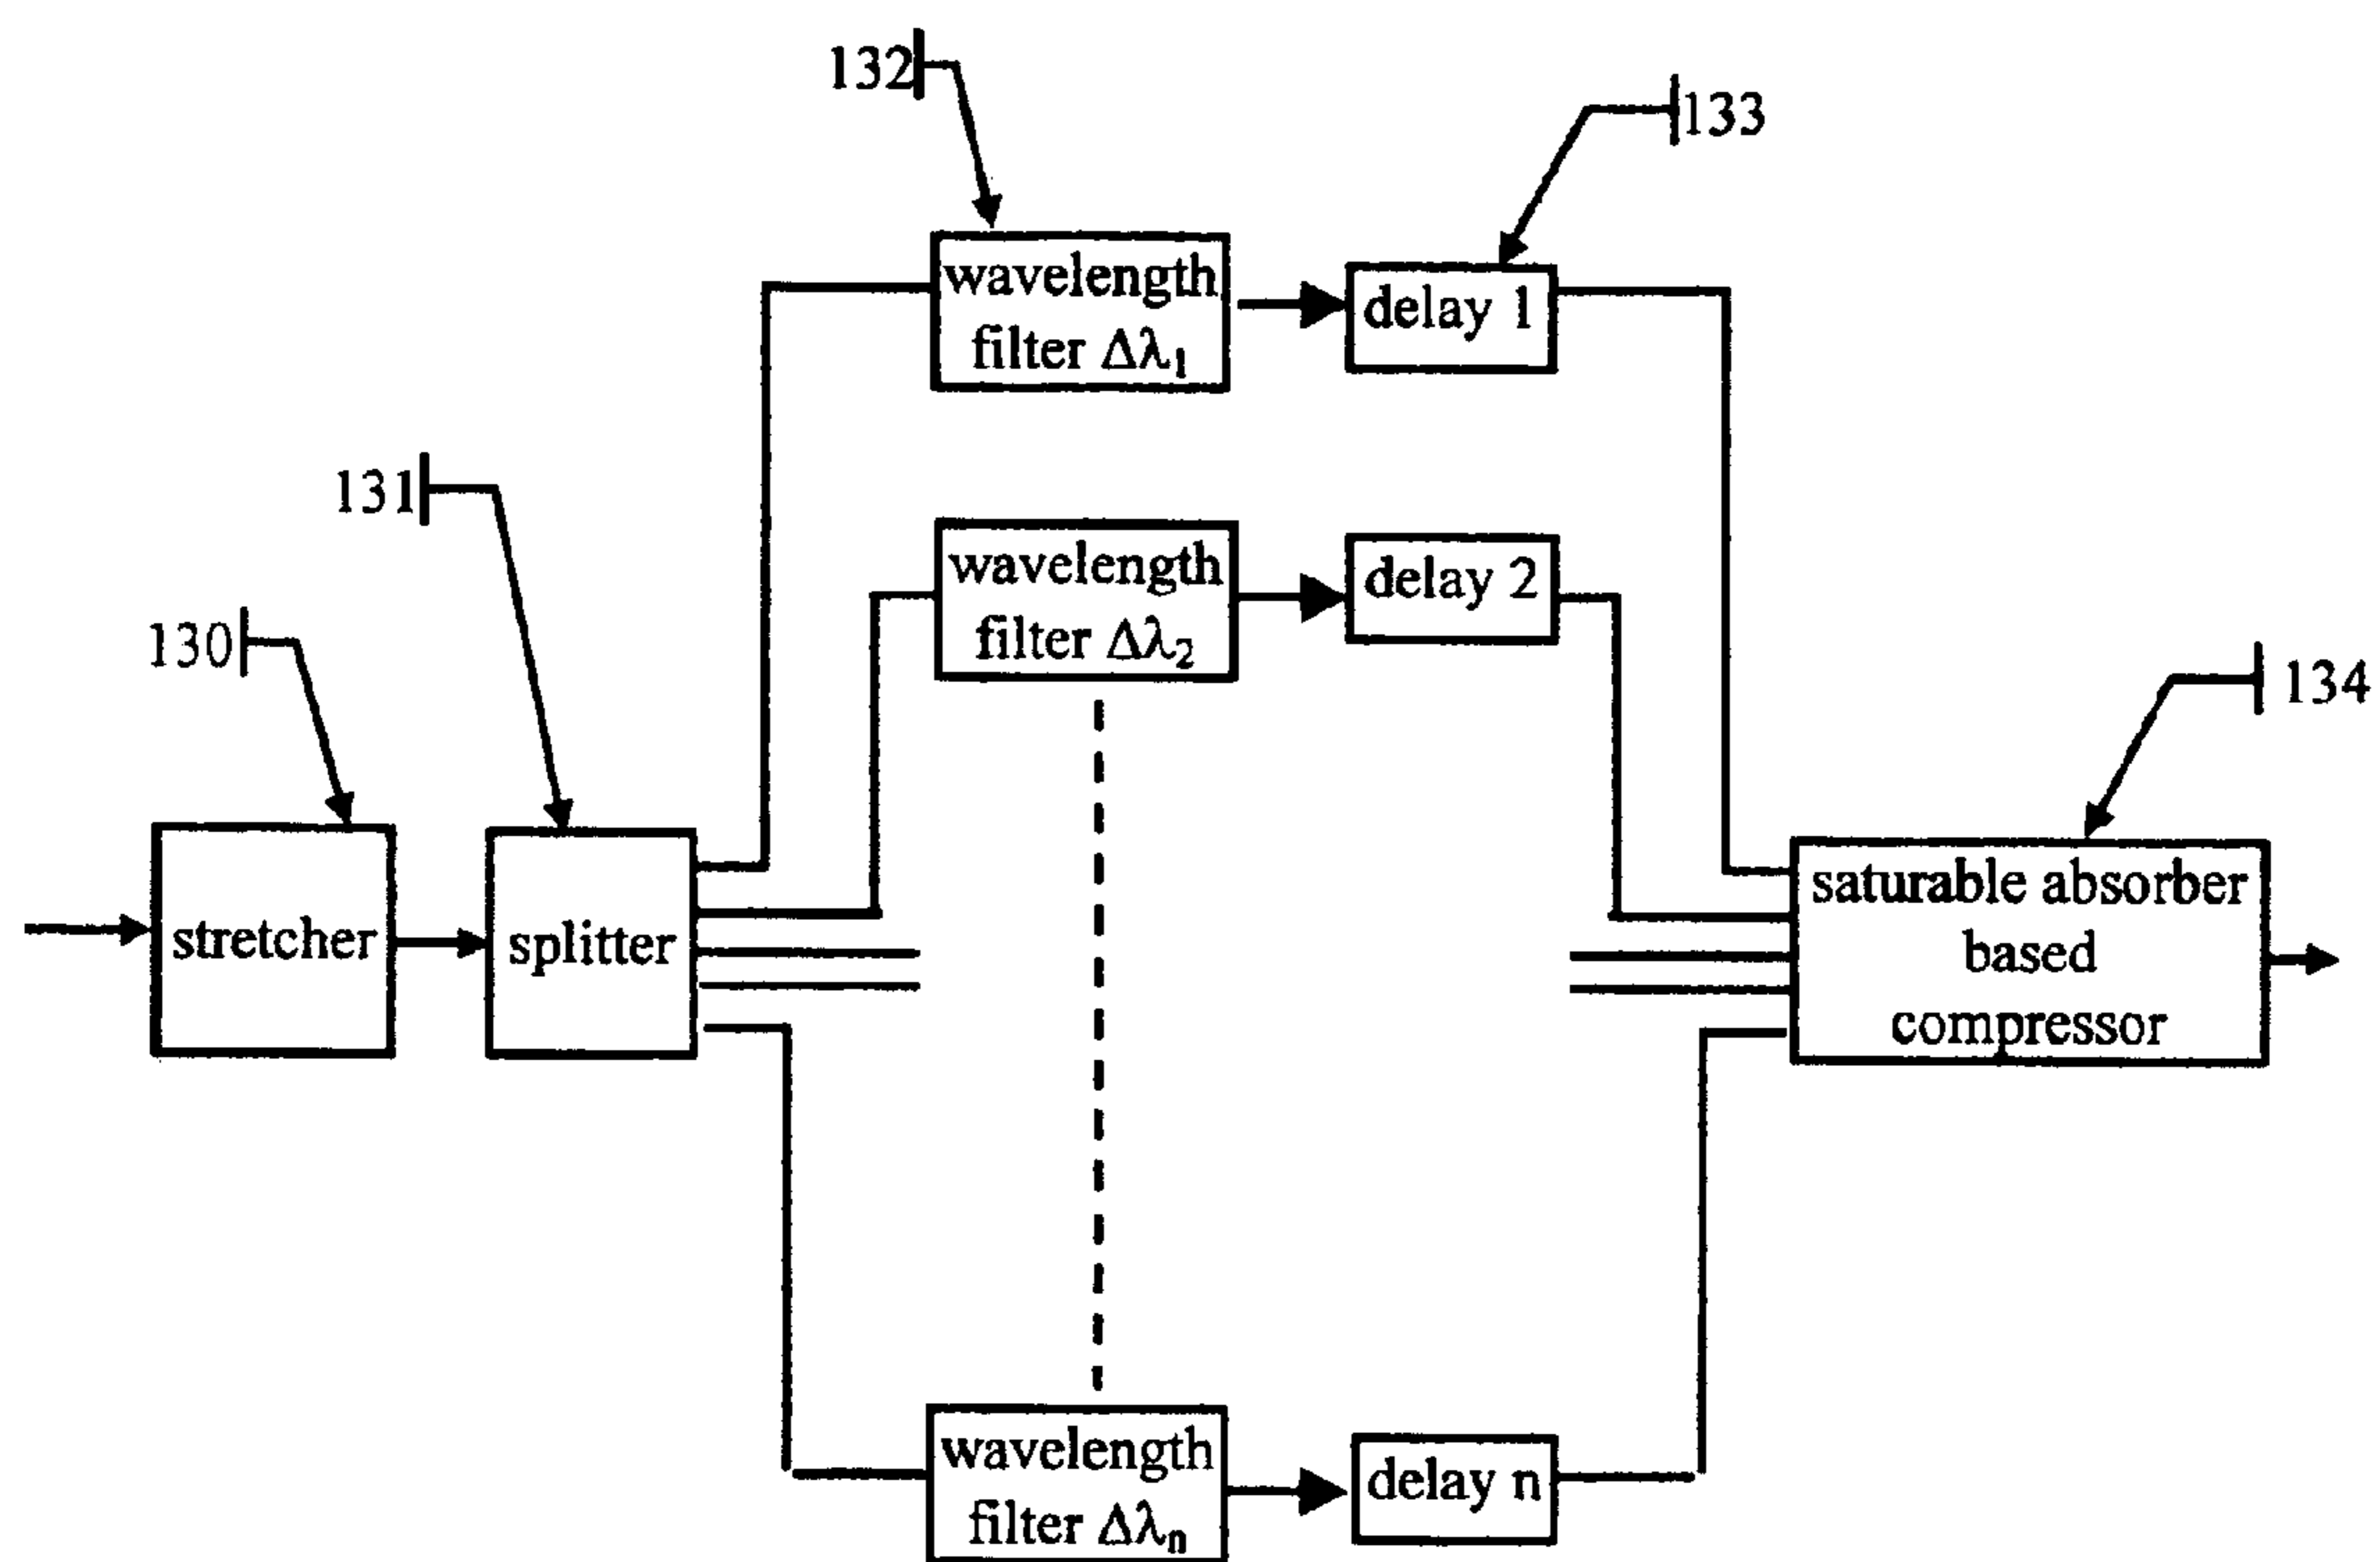 132
133
wavelength
filter Δλ₁
delay 1
131
wavelength
filter Δλ₂
delay 2
130
134
stretcher
splitter
saturable absorber
based
compressor
wavelength
filter Δλₙ
delay n